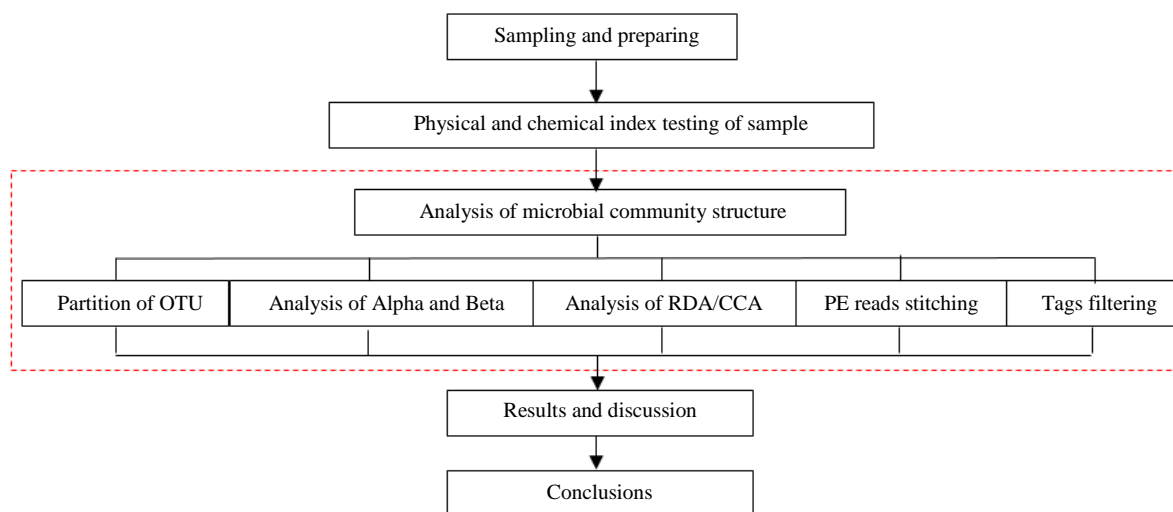 Sampling and preparing
Physical and chemical index testing of sample
Analysis of microbial community structure
Partition of OTU
Analysis of Alpha and Beta
Analysis of RDA/CCA
PE reads stitching
Tags filtering
Results and discussion
Conclusions